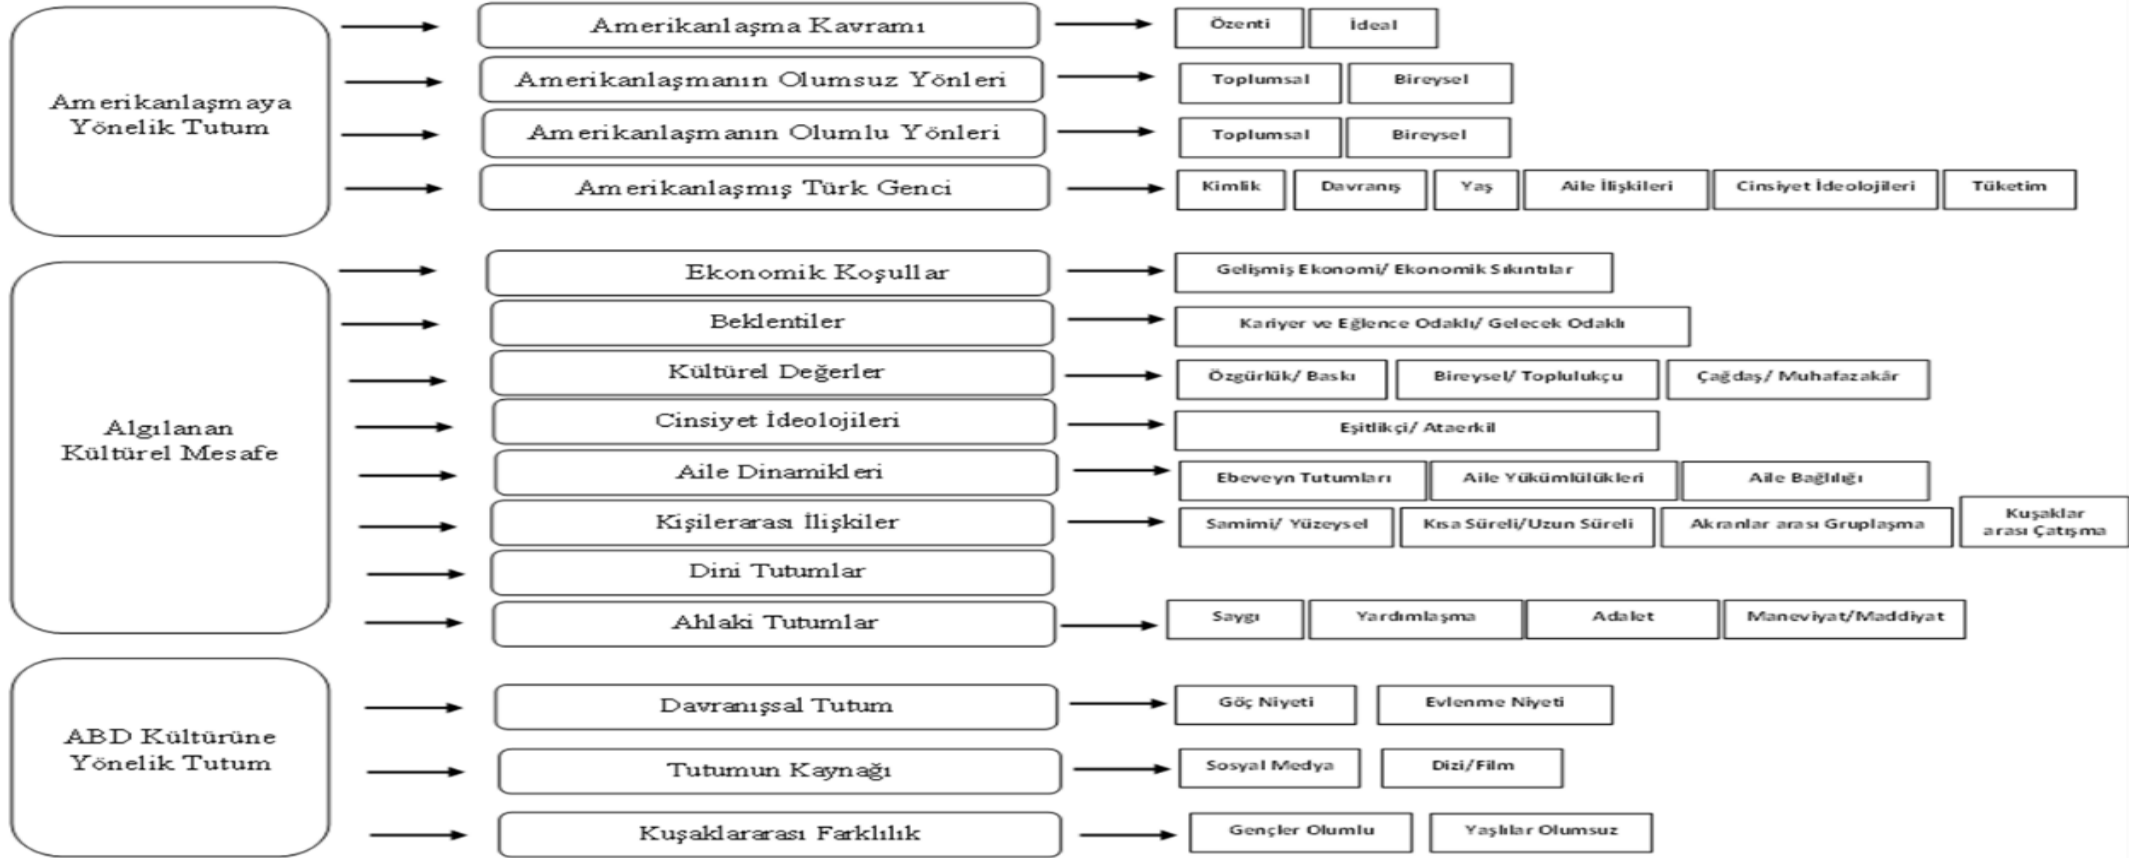 Amerikanlaşmaya
Yönelik Tutum
Amerikanlaşma Kavramı
Özenti
İdeal
Amerikanlaşmanın Olumsuz Yönleri
Toplumsal
Bireysel
Amerikanlaşmanın Olumlu Yönleri
Toplumsal
Bireysel
Amerikanlaşmış Türk Genci
Kimlik
Davranış
Yaş
Aile İlişkileri
Cinsiyet İdeolojileri
Tüketim
Algılanan
Kültürel Mesafe
Ekonomik Koşullar
Gelişmiş Ekonomi/ Ekonomik Sıkıntılar
Beklentiler
Kariyer ve Eğlence Odaklı/ Gelecek Odaklı
Kültürel Değerler
Özgürlük/ Baskı
Bireysel/ Toplulukçu
Çağdaş/ Muhafazakâr
Cinsiyet İdeolojileri
Eşitlikçi/ Ataerkil
Aile Dinamikleri
Ebeveyn Tutumları
Aile Yükümlülükleri
Aile Bağlılığı
Kişilerarası İlişkiler
Samimi/ Yüzeysel
Kısa Süreli/Uzun Süreli
Akranlar arası Gruplaşma
Kuşaklar
arası Çatışma
Dini Tutumlar
Ahlaki Tutumlar
Saygı
Yardımlaşma
Adalet
Maneviyat/Maddiyat
ABD Kültürüne
Yönelik Tutum
Davranışsal Tutum
Göç Niyeti
Evlenme Niyeti
Tutumun Kaynağı
Sosyal Medya
Dizi/Film
Kuşaklararası Farklılık
Gençler Olumlu
Yaşlılar Olumsuz